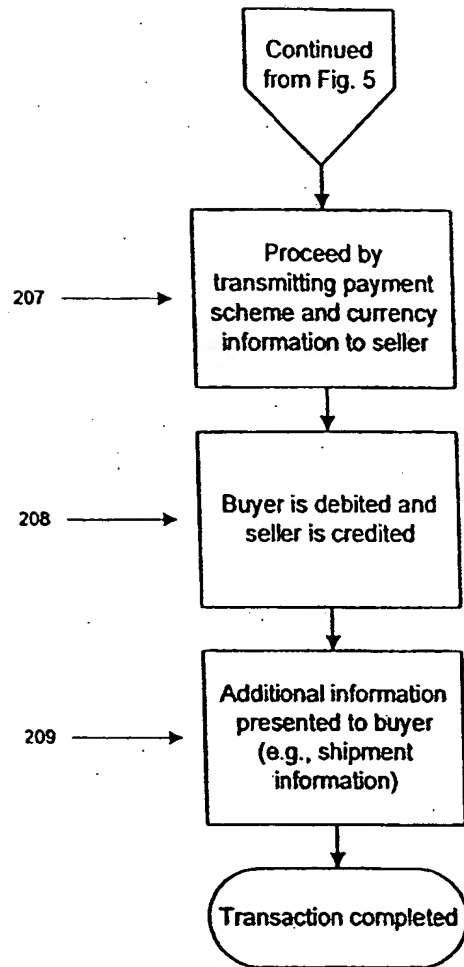 Continued
from Fig. 5
Proceed by
transmitting payment
scheme and currency
information to seller
207
Buyer is debited and
seller is credited
208
Additional information
presented to buyer
(e.g., shipment
information)
209
Transaction completed